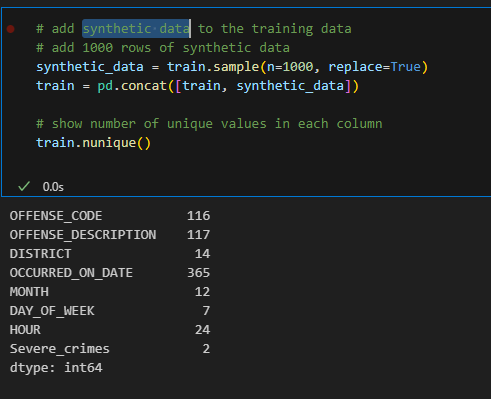 # add synthetic data to the training data
# add 1000 rows of synthetic data
synthetic_data = train.sample(n=1000, replace=True)
train = pd.concat([train, synthetic_data])
# show number of unique values in each column
train.nunique()
✓ 0.0s
OFFENSE_CODE 116
OFFENSE_DESCRIPTION 117
DISTRICT 14
OCCURRED_ON_DATE 365
MONTH 12
DAY_OF_WEEK 7
HOUR 24
Severe_crimes 2
dtype: int64